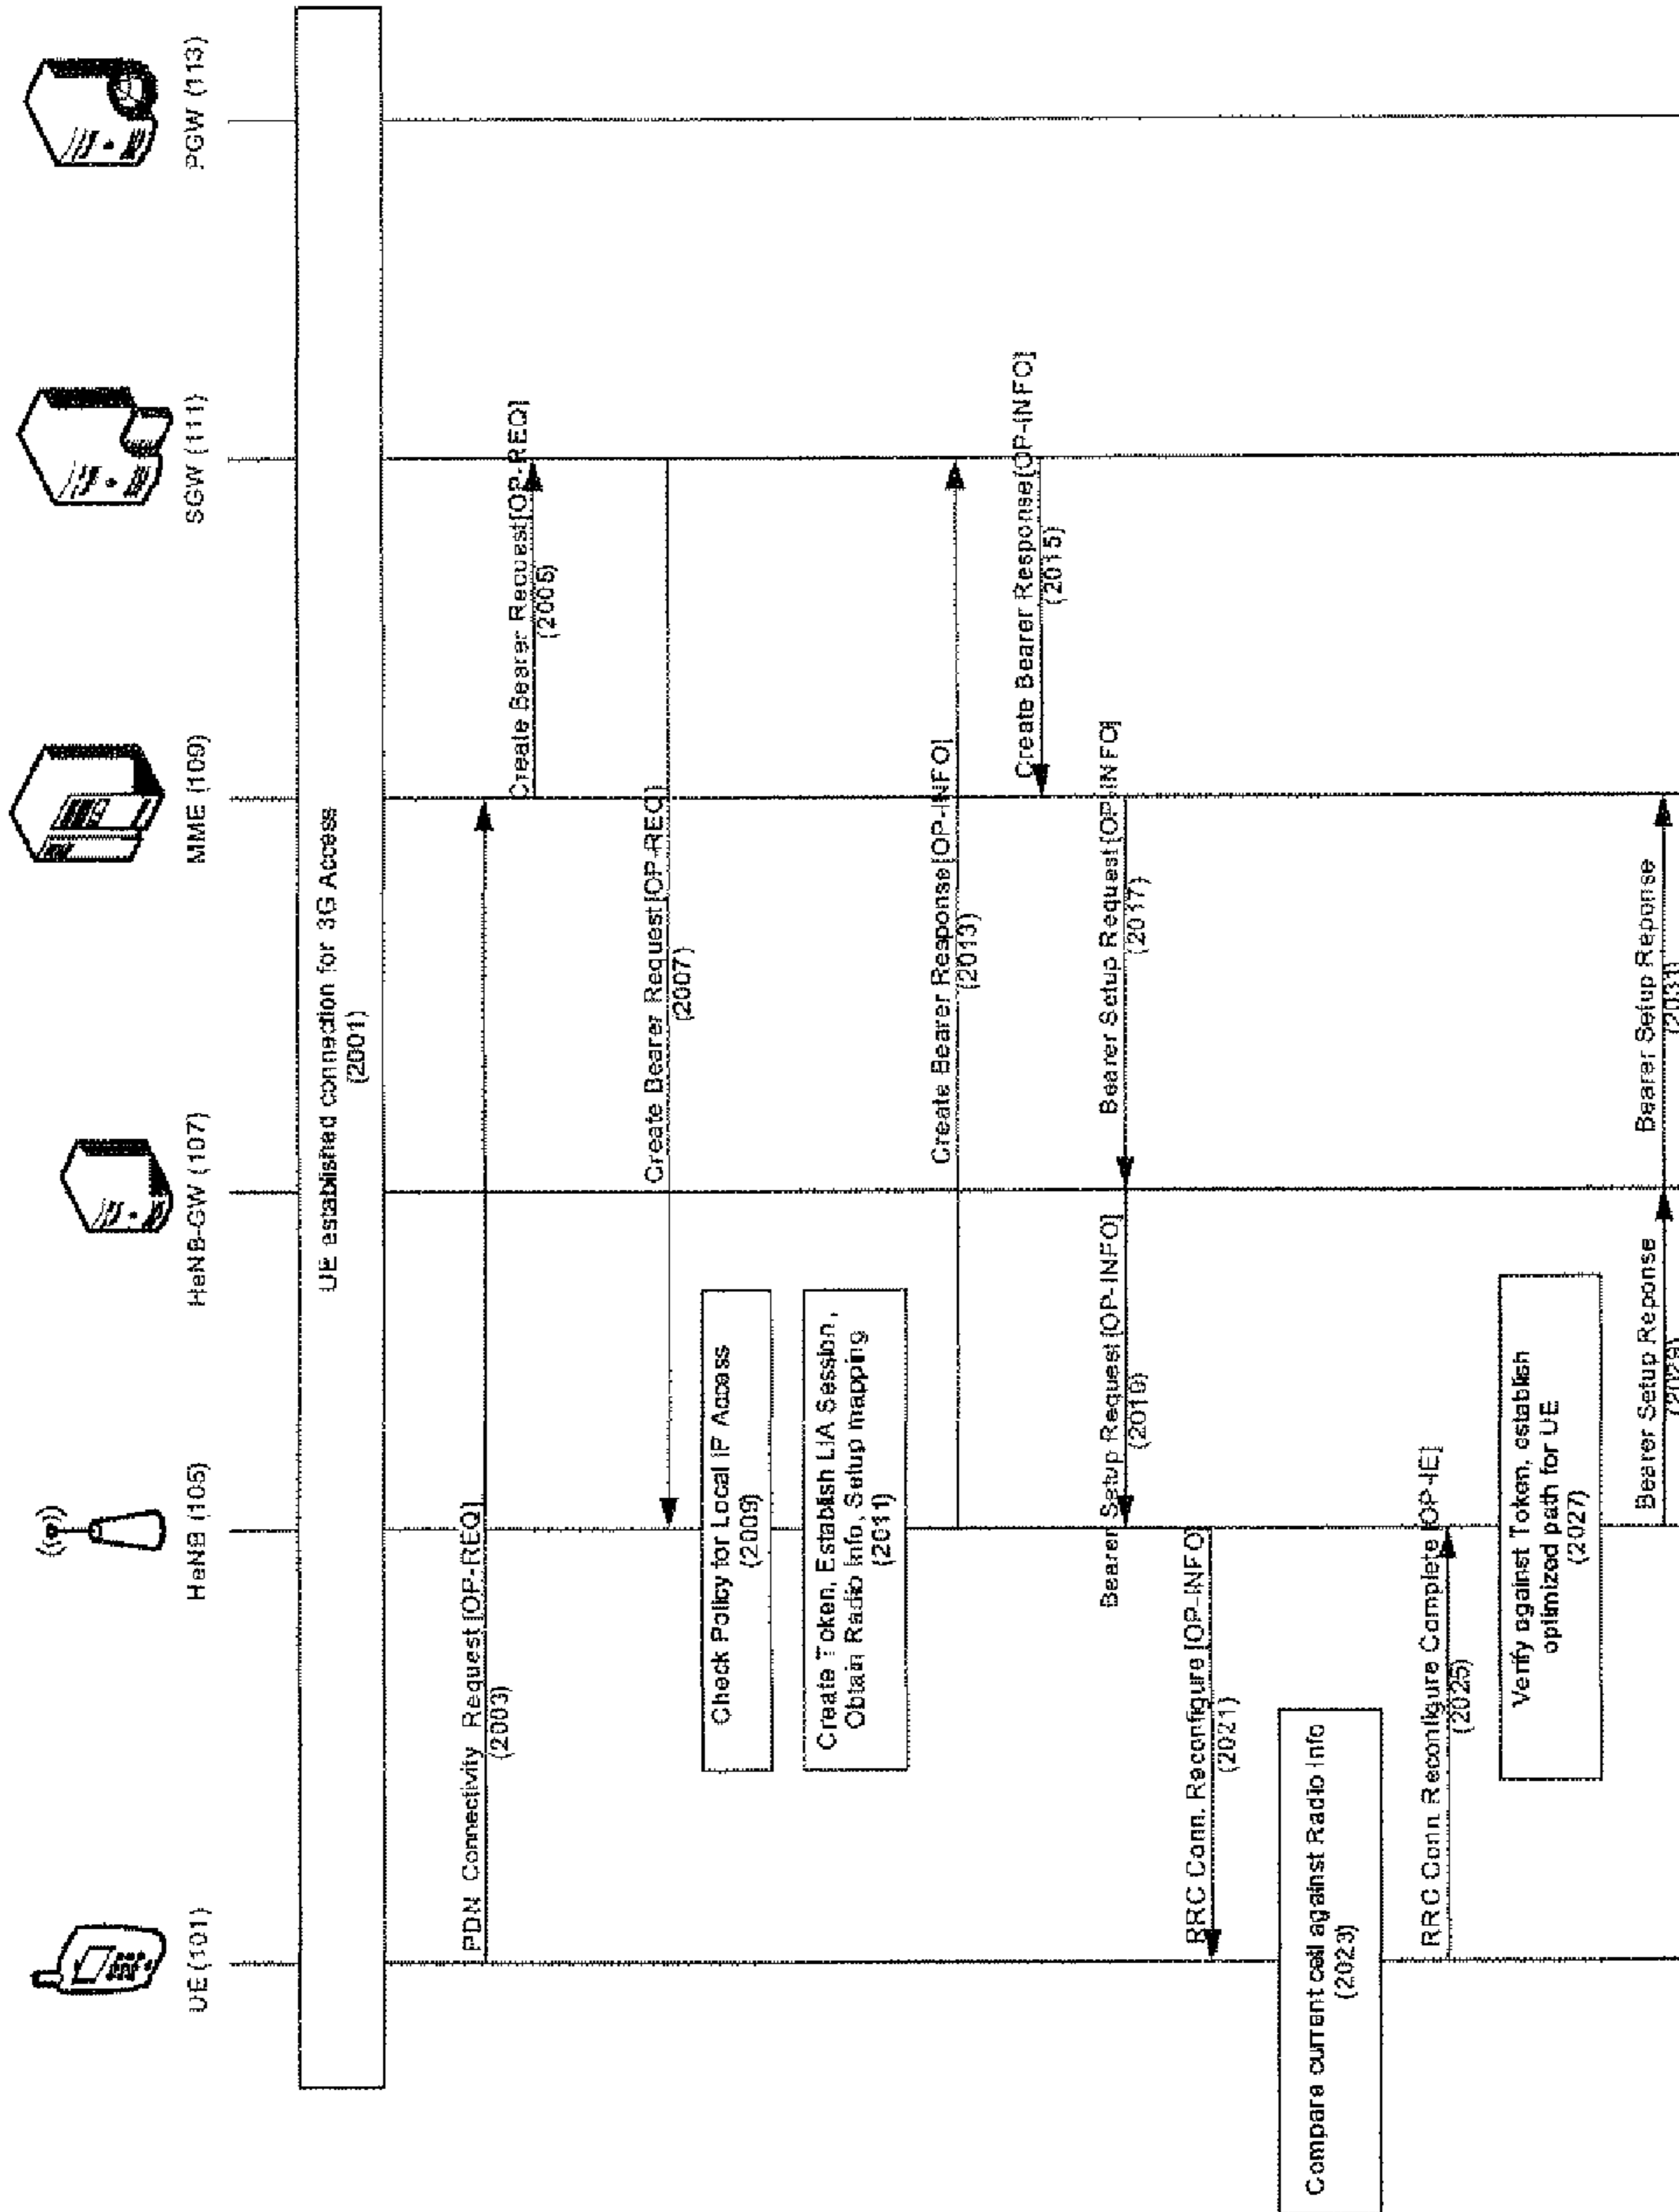 UE (101)
HeNB (105)
HeNB-GW (107)
MME (109)
SGW (111)
PGW (113)
UE established connection for 3G Access
(2001)
PDN Connectivity Request [OP-REQ]
(2003)
Create Bearer Request[OP-REQ]
(2005)
Create Bearer Request [OP-REQ]
(2007)
Check Policy for Local IP Access
(2009)
Create Token, Establish LIA Session,
Obtain Radio Info, Setup mapping
(2011)
Create Bearer Response [OP-INFO]
(2013)
Create Bearer Response [OP-INFO]
(2015)
Bearer Setup Request [OP-INFO]
(2017)
Bearer Setup Request [OP-INFO]
(2019)
RRC Conn. Reconfigure [OP-INFO]
(2021)
Compare current cell against Radio Info
(2023)
RRC Conn Reconfigure Complete [OP-IE]
(2025)
Verify against Token, establish
optimized path for UE
(2027)
Bearer Setup Reponse
(2029)
Bearer Setup Reponse
(2031)